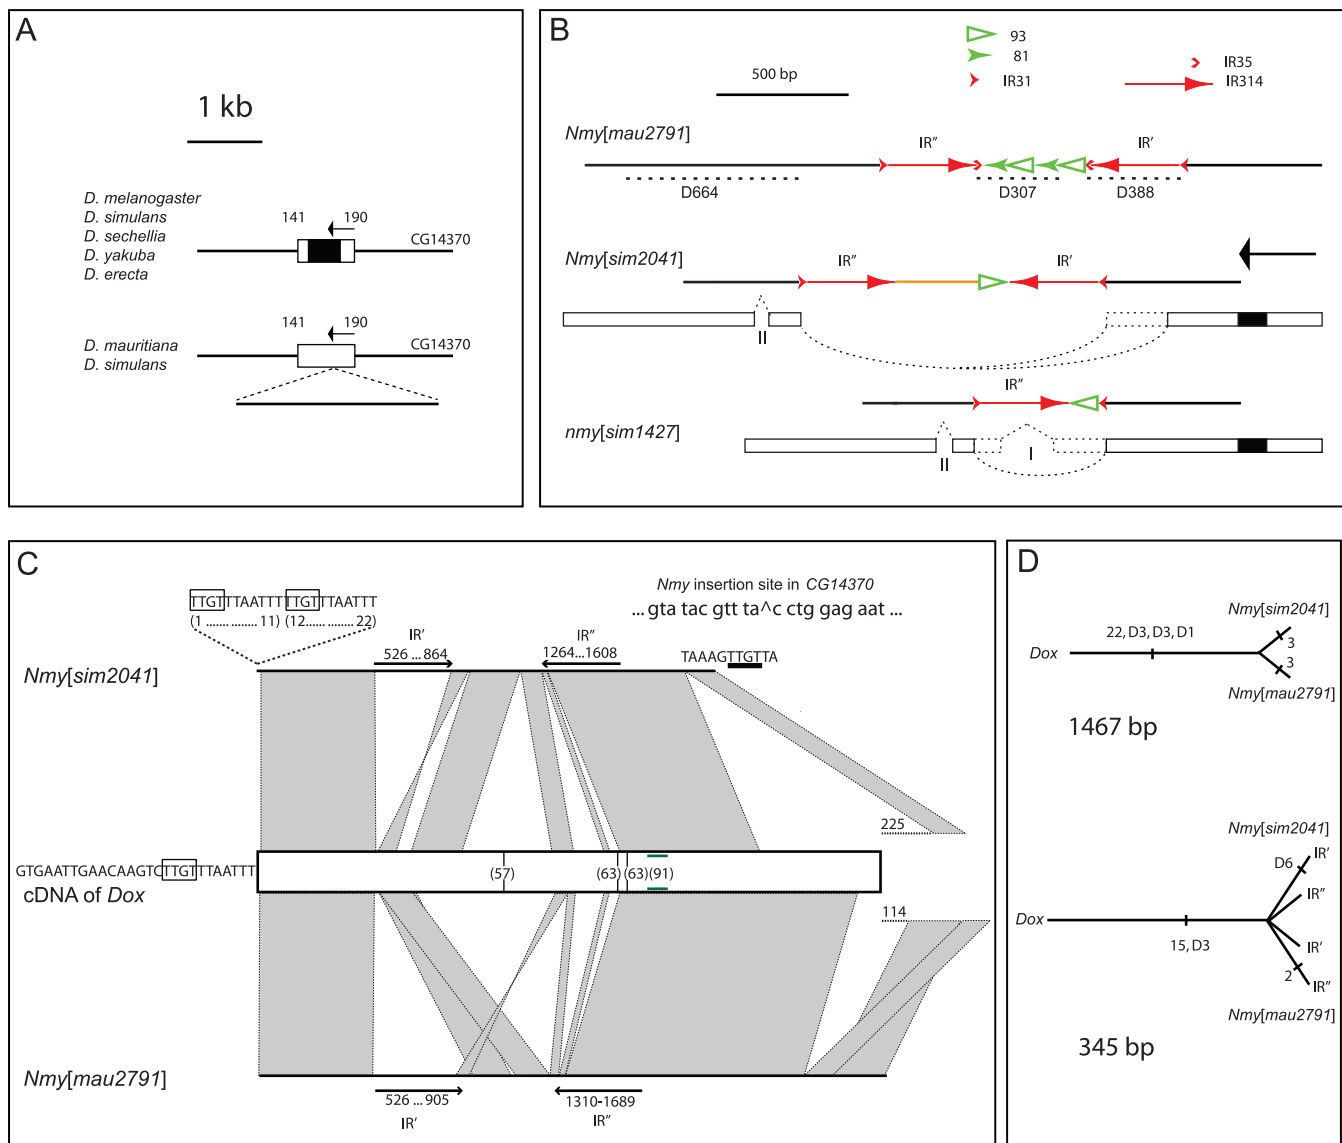 A
1 kb
D. melanogaster
D. simulans
D. sechellia
D. yakuba
D. erecta
141
190
CG14370
D. mauritiana
D. simulans
141
190
CG14370
B
93
81
IR31
IR35
IR314
500 bp
Nmy[mau2791]
IR″
IR′
D664
D307
D388
Nmy[sim2041]
IR″
IR′
II
IR″
nmy[sim1427]
II
I
C
TTGTTTAATTTTTGTTTAATTT
(1 ...... ......... 11) (12....... ....... 22)
Nmy insertion site in CG14370
... gta tac gtt ta^c ctg gag aat ...
IR′
526 ... 864
IR″
1264...1608
TAAAGTTGTTA
Nmy[sim2041]
225
GTGAATTGAACAAGTCTTGTTTAATTT
cDNA of Dox
(57)
(63)
(63)
(91)
114
Nmy[mau2791]
526 ... 905
IR′
1310-1689
IR″
D
Nmy[sim2041]
22, D3, D3, D1
3
Dox
3
Nmy[mau2791]
1467 bp
Nmy[sim2041]
IR′
D6
IR″
Dox
15, D3
IR′
2
IR″
Nmy[mau2791]
345 bp